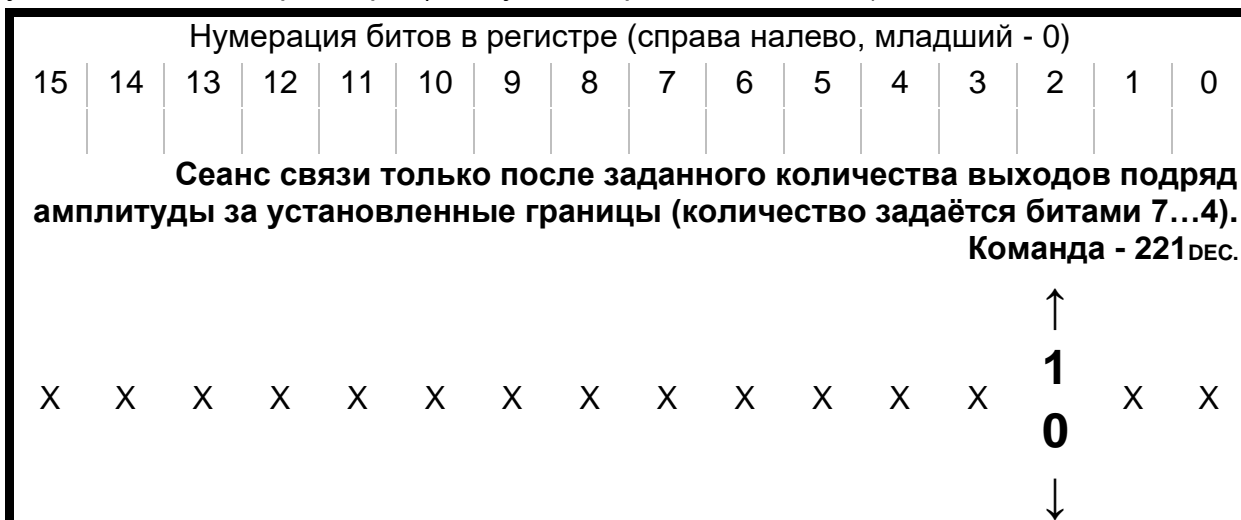 Нумерация битов в регистре (справа налево, младший - 0)
15 14 13 12 11 10 9 8 7 6 5 4 3 2 1 0
Сеанс связи только после заданного количества выходов подряд
амплитуды за установленные границы (количество задаётся битами 7…4).
Команда - 221DEC.
↑
1
X X X X X X X X X X X X X X X
0
↓